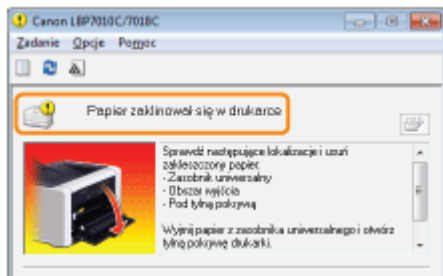 Canon LBP7010C/7018C
Zadanie Opcje Pomoc
Papier zaklinował się w drukarce
Sprawdź następujące lokalizacje i usuń
zakleszczony papier.
- Zasobnik uniwersalny
- Obszar wyjścia
- Pod tylną pokrywą
Wyjmij papier z zasobnika uniwersalnego i otwórz
tylną pokrywę drukarki.